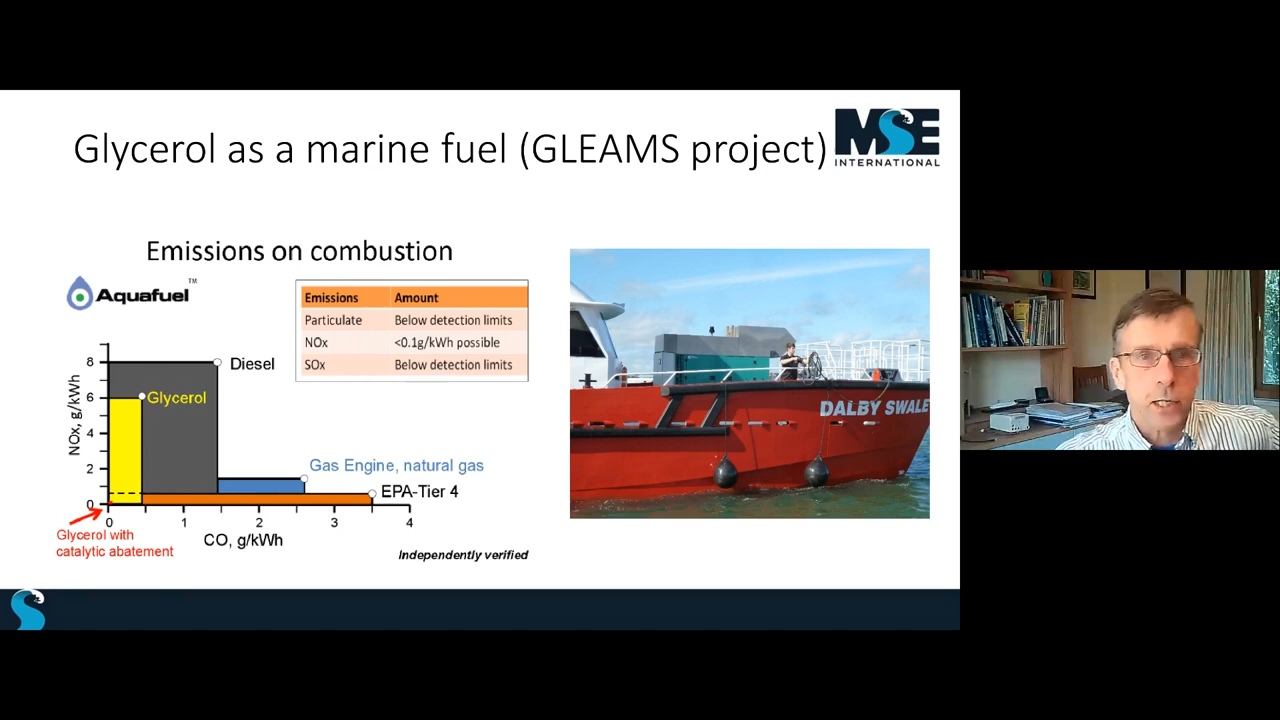 Glycerol as a marine fuel (GLEAMS project)
MSE
INTERNATIONAL
Emissions on combustion
Aquafuel™
Emissions Amount
Particulate Below detection limits
NOx <0.1g/kWh possible
SOx Below detection limits
8
6
4
2
0
NOx, g/kWh
Diesel
Glycerol
Gas Engine, natural gas
EPA-Tier 4
0 1 2 3 4
CO, g/kWh
Glycerol with
catalytic abatement
Independently verified
DALBY SWALE